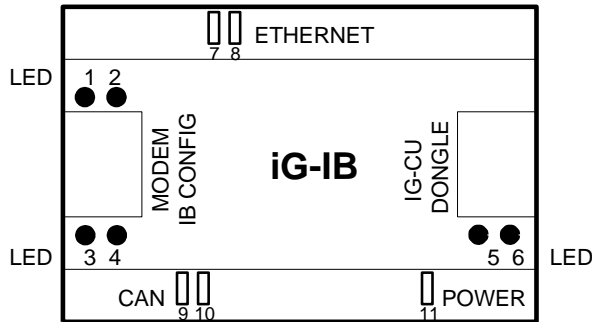 ETHERNET
7 8
LED 1 2
MODEM
IB CONFIG
iG-IB
IG-CU
DONGLE
LED 3 4
5 6 LED
CAN
9 10
POWER
11